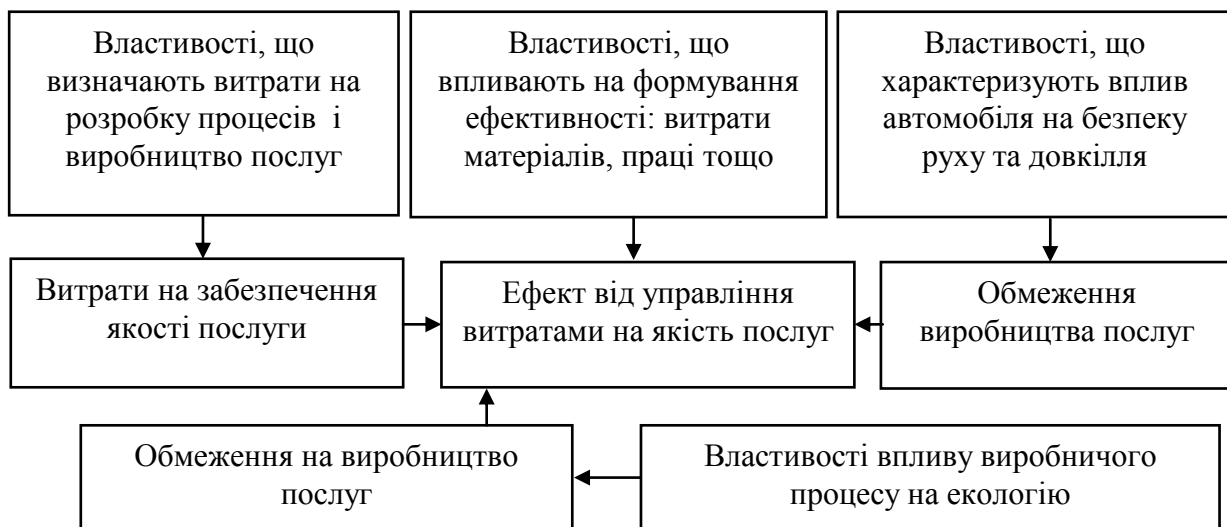 Властивості, що
визначають витрати на
розробку процесів і
виробництво послуг
Властивості, що
впливають на формування
ефективності: витрати
матеріалів, праці тощо
Властивості, що
характеризують вплив
автомобіля на безпеку
руху та довкілля
Витрати на забезпечення
якості послуги
Ефект від управління
витратами на якість послуг
Обмеження
виробництва послуг
Обмеження на виробництво
послуг
Властивості впливу виробничого
процесу на екологію